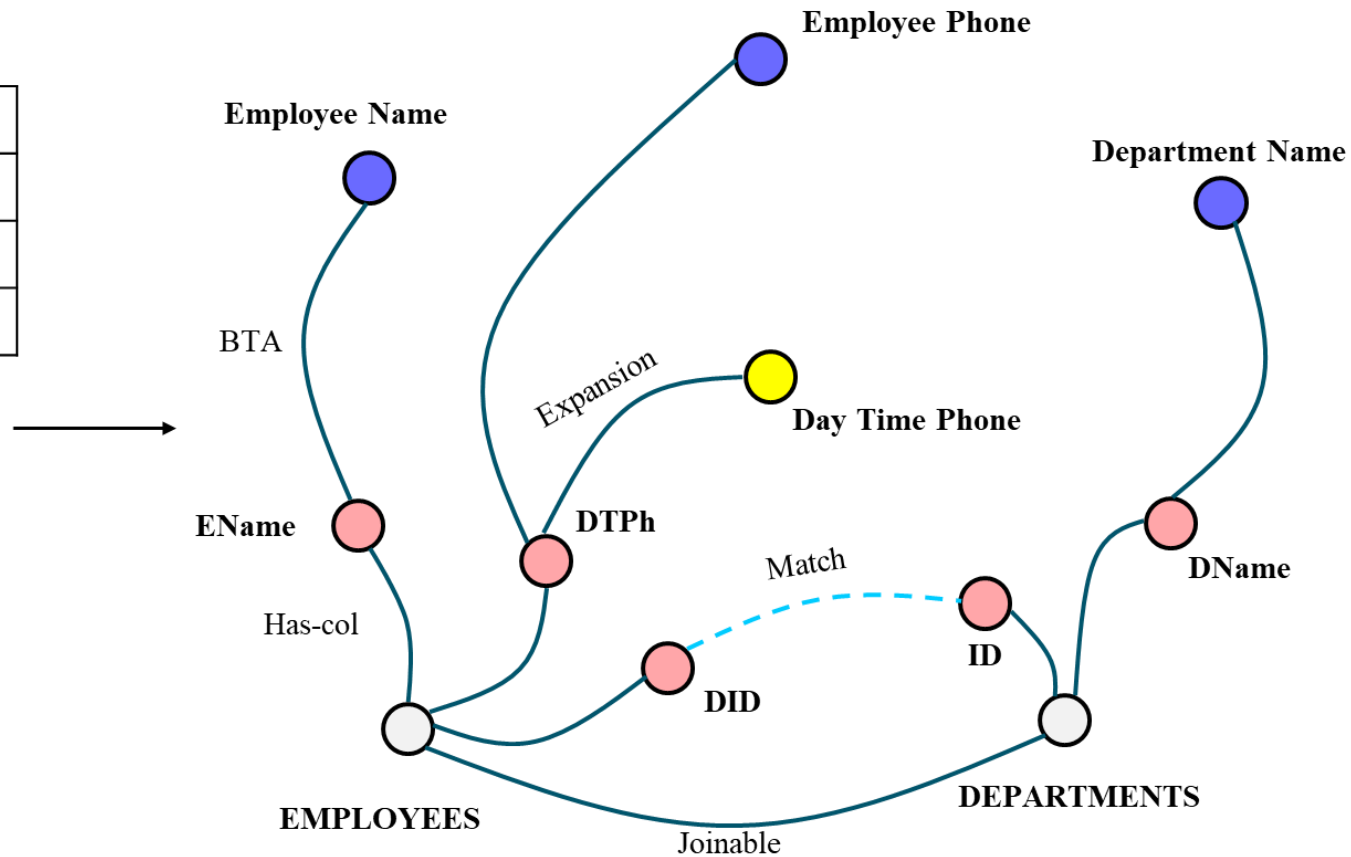 Employee Phone
Employee Name
Department Name
BTA
Expansion
Day Time Phone
EName
DTPh
Match
DName
Has-col
ID
DID
EMPLOYEES
DEPARTMENTS
Joinable